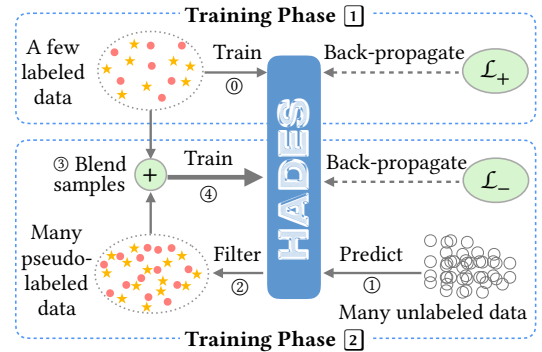 Training Phase 1
A few
labeled
data
Train
⓪
Back-propagate
ℒ₊
HADES
③ Blend
samples
+
Train
④
Back-propagate
ℒ₋
Many
pseudo-
labeled
data
Filter
②
Predict
①
Many unlabeled data
Training Phase 2